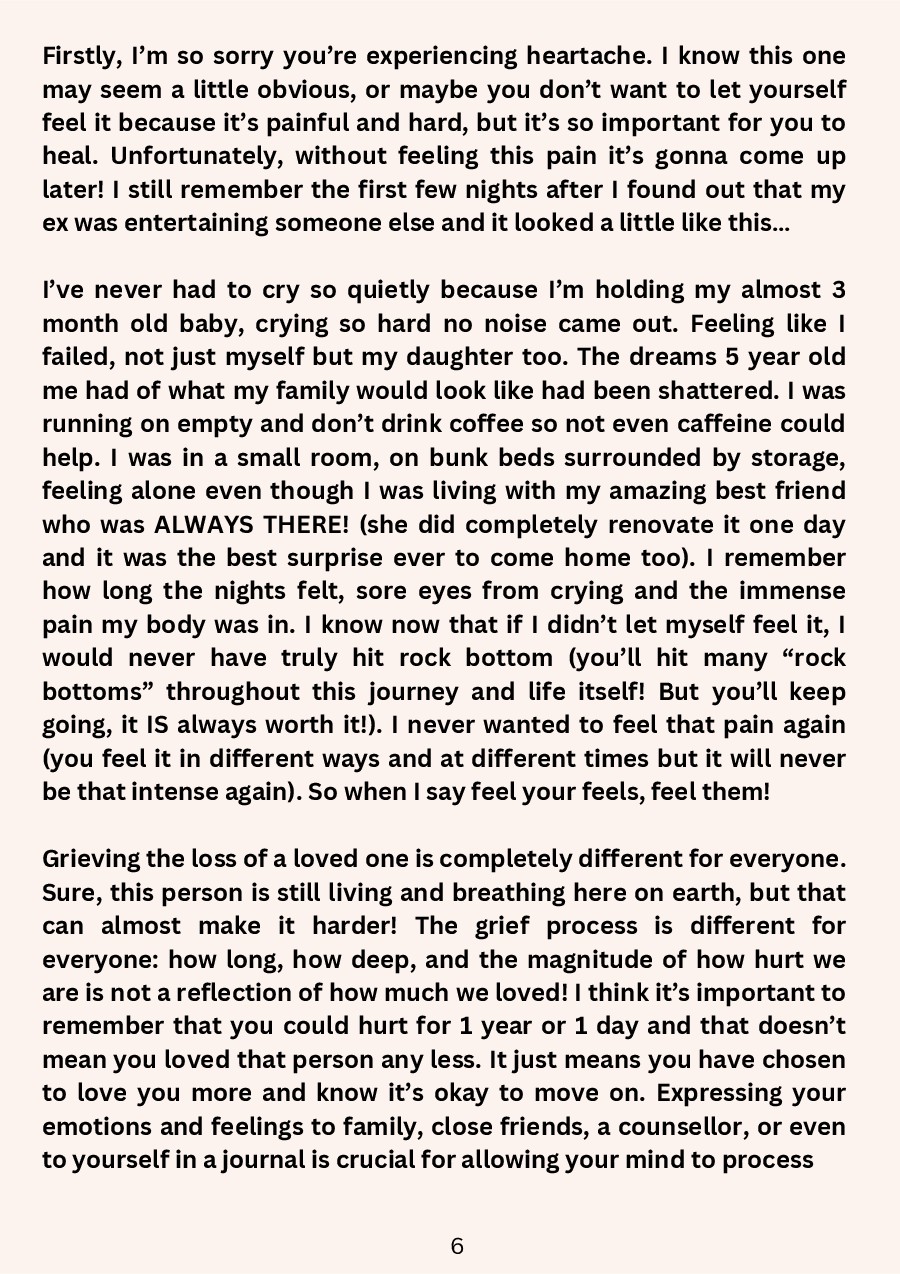 Firstly, I’m so sorry you’re experiencing heartache. I know this one
may seem a little obvious, or maybe you don’t want to let yourself
feel it because it’s painful and hard, but it’s so important for you to
heal. Unfortunately, without feeling this pain it’s gonna come up
later! I still remember the first few nights after I found out that my
ex was entertaining someone else and it looked a little like this...
I’ve never had to cry so quietly because I’m holding my almost 3
month old baby, crying so hard no noise came out. Feeling like I
failed, not just myself but my daughter too. The dreams 5 year old
me had of what my family would look like had been shattered. I was
running on empty and don’t drink coffee so not even caffeine could
help. I was in a small room, on bunk beds surrounded by storage,
feeling alone even though I was living with my amazing best friend
who was ALWAYS THERE! (she did completely renovate it one day
and it was the best surprise ever to come home too). I remember
how long the nights felt, sore eyes from crying and the immense
pain my body was in. I know now that if I didn’t let myself feel it, I
would never have truly hit rock bottom (you’ll hit many “rock
bottoms” throughout this journey and life itself! But you’ll keep
going, it IS always worth it!). I never wanted to feel that pain again
(you feel it in different ways and at different times but it will never
be that intense again). So when I say feel your feels, feel them!
Grieving the loss of a loved one is completely different for everyone.
Sure, this person is still living and breathing here on earth, but that
can almost make it harder! The grief process is different for
everyone: how long, how deep, and the magnitude of how hurt we
are is not a reflection of how much we loved! I think it’s important to
remember that you could hurt for 1 year or 1 day and that doesn’t
mean you loved that person any less. It just means you have chosen
to love you more and know it’s okay to move on. Expressing your
emotions and feelings to family, close friends, a counsellor, or even
to yourself in a journal is crucial for allowing your mind to process
6